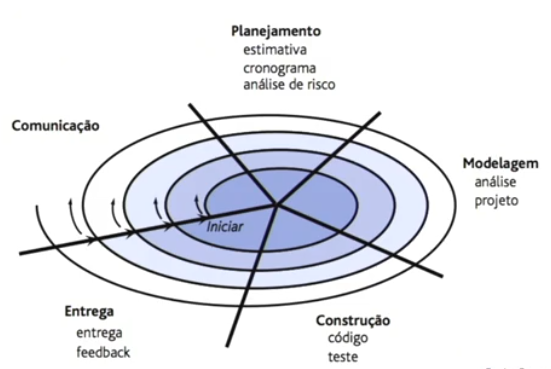 Planejamento
estimativa
cronograma
análise de risco
Comunicação
Modelagem
análise
projeto
Iniciar
Entrega
entrega
feedback
Construção
código
teste